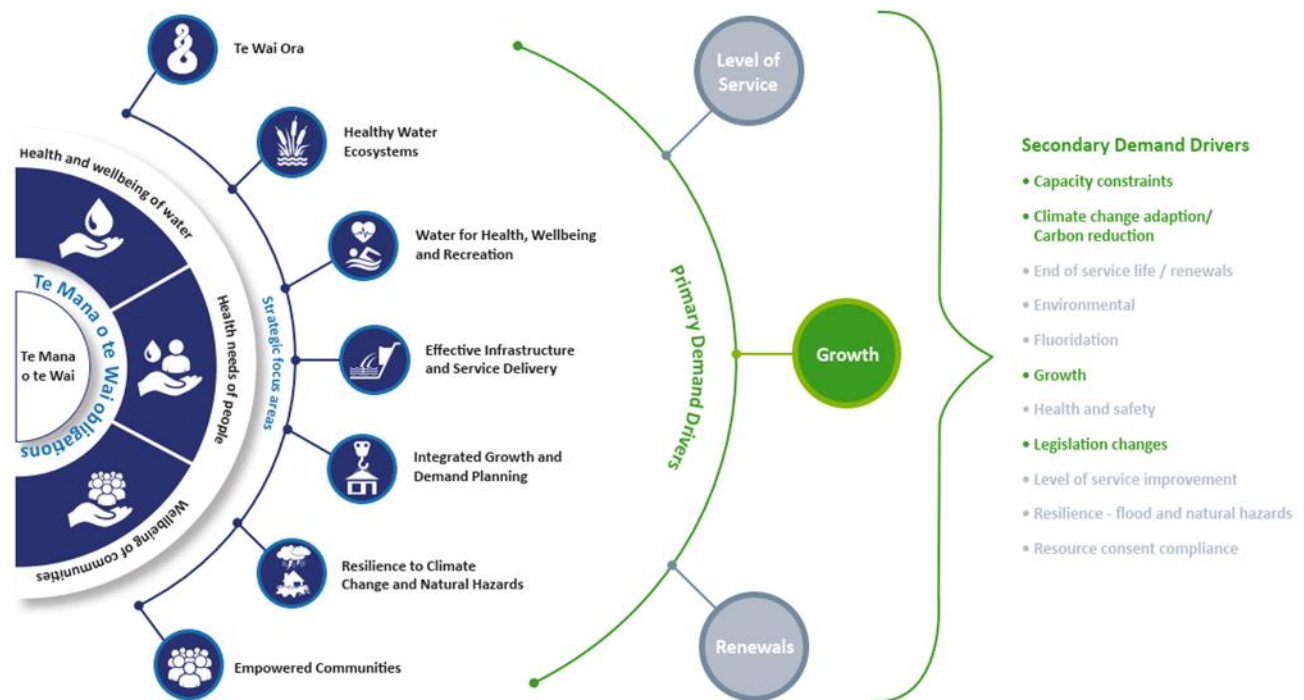 Te Mana
o te Wai
Te Mana o te Wai obligations
Health and wellbeing of water
Health needs of people
Wellbeing of communities
Strategic focus areas
Te Wai Ora
Healthy Water
Ecosystems
Water for Health, Wellbeing
and Recreation
Effective Infrastructure
and Service Delivery
Integrated Growth and
Demand Planning
Resilience to Climate
Change and Natural Hazards
Empowered Communities
Primary Demand Drivers
Level of
Service
Growth
Renewals
Secondary Demand Drivers
• Capacity constraints
• Climate change adaption/
Carbon reduction
• End of service life / renewals
• Environmental
• Fluoridation
• Growth
• Health and safety
• Legislation changes
• Level of service improvement
• Resilience - flood and natural hazards
• Resource consent compliance